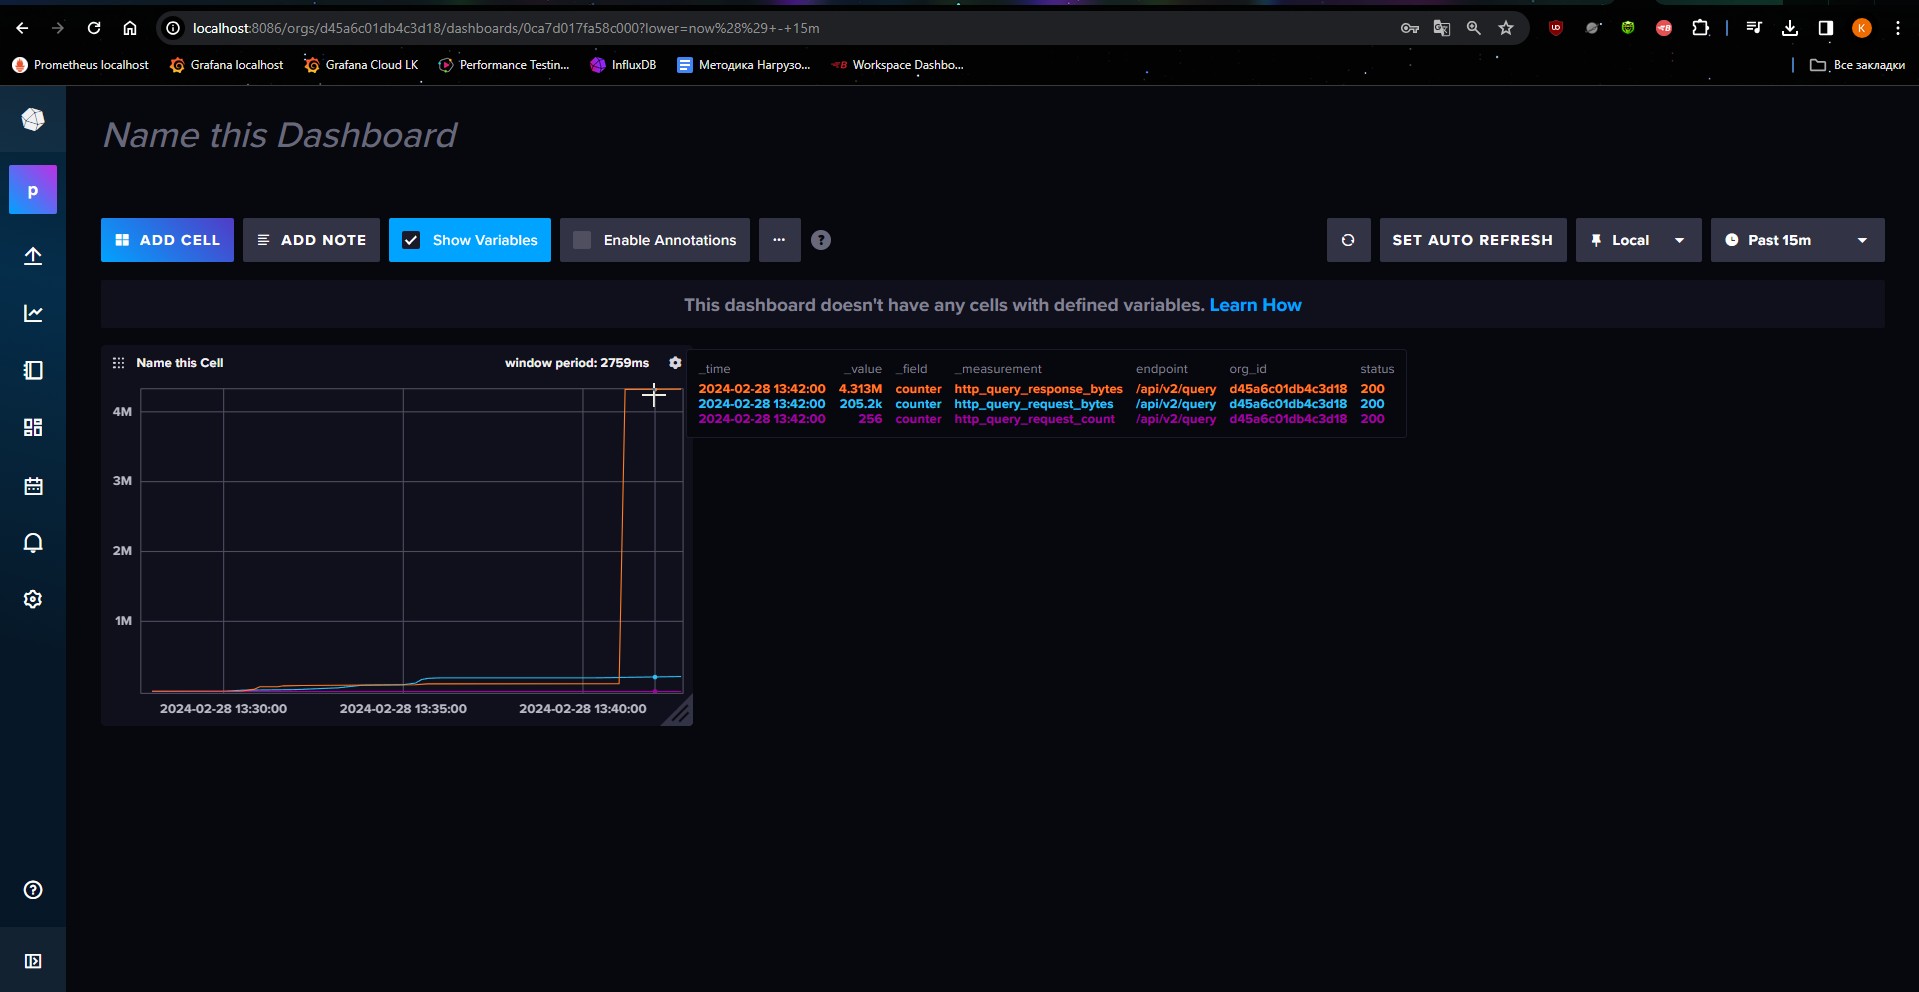 localhost:8086/orgs/d45a6c01db4c3d18/dashboards/0ca7d017fa58c000?lower=now%28%29+-+15m
K
Prometheus localhost
Grafana localhost
Grafana Cloud LK
Performance Testin...
InfluxDB
Методика Нагрузо...
Workspace Dashbo...
Все закладки
p
Name this Dashboard
ADD CELL
ADD NOTE
Show Variables
Enable Annotations
...
?
SET AUTO REFRESH
Local
Past 15m
This dashboard doesn't have any cells with defined variables. Learn How
Name this Cell
window period: 2759ms
_time _value _field _measurement endpoint org_id status
2024-02-28 13:42:00 4.313M counter http_query_response_bytes /api/v2/query d45a6c01db4c3d18 200
2024-02-28 13:42:00 205.2k counter http_query_request_bytes /api/v2/query d45a6c01db4c3d18 200
2024-02-28 13:42:00 256 counter http_query_request_count /api/v2/query d45a6c01db4c3d18 200
4M
3M
2M
1M
2024-02-28 13:30:00
2024-02-28 13:35:00
2024-02-28 13:40:00
?